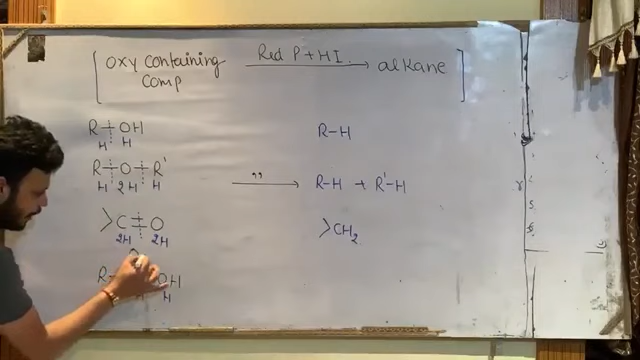 [ oxy containing comp Red P+HI → alkane ]
R-OH R-H
H H
R-O-R' ,, → R-H + R'-H
H 2H H
>C=O >CH₂
2H 2H
R- OH
H